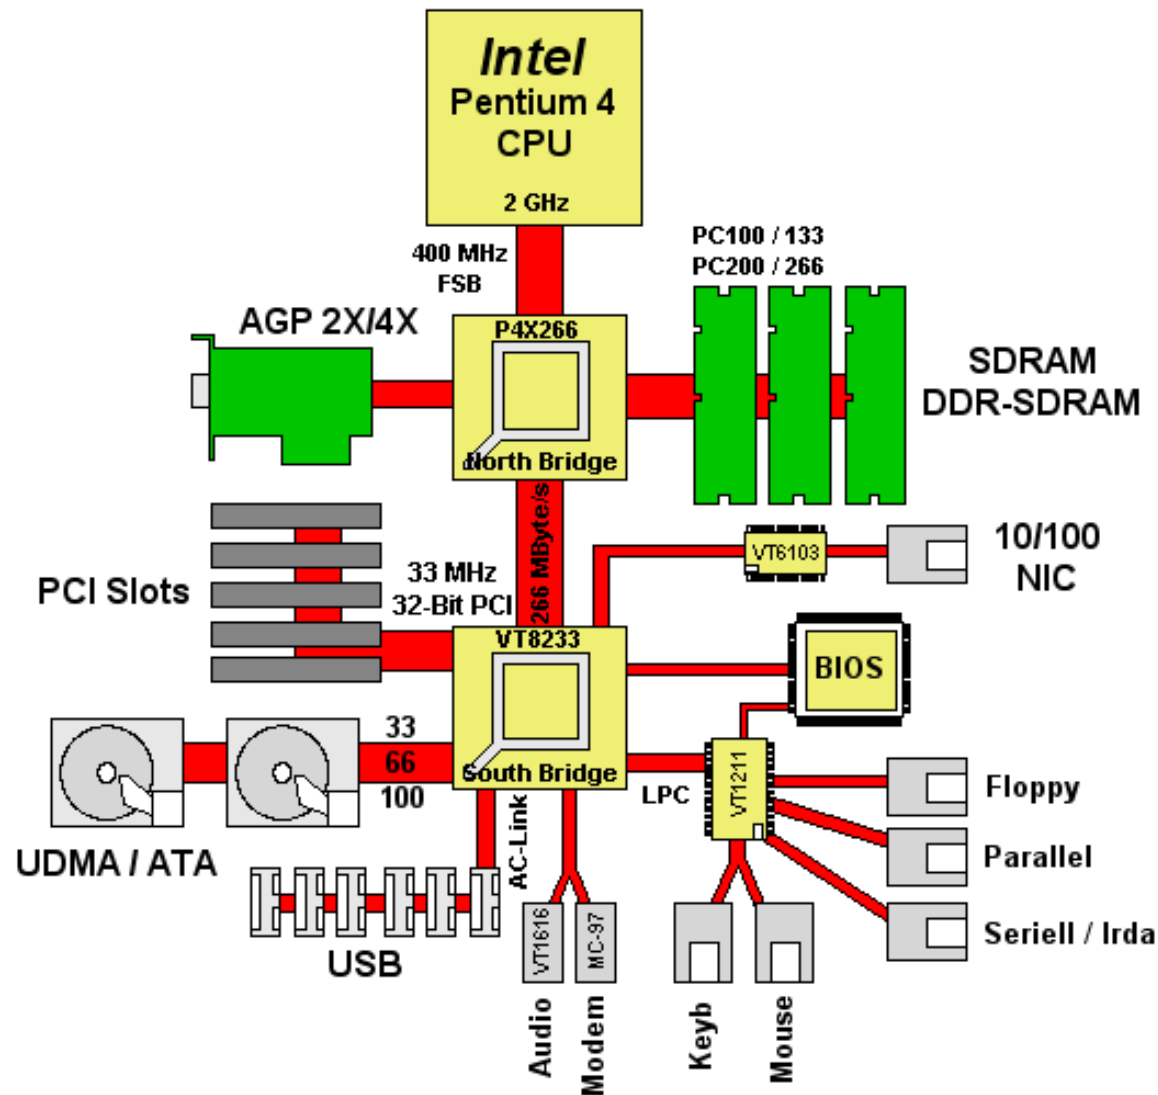 Intel
Pentium 4
CPU
2 GHz
400 MHz
FSB
PC100 / 133
PC200 / 266
AGP 2X/4X
P4X266
North Bridge
SDRAM
DDR-SDRAM
266 MByte/s
VT6103
10/100
NIC
PCI Slots
33 MHz
32-Bit PCI
VT8233
South Bridge
BIOS
33
66
100
UDMA / ATA
LPC
VT1211
Floppy
Parallel
Seriell / Irda
AC-Link
USB
VT1616
MC-97
Audio
Modem
Keyb
Mouse